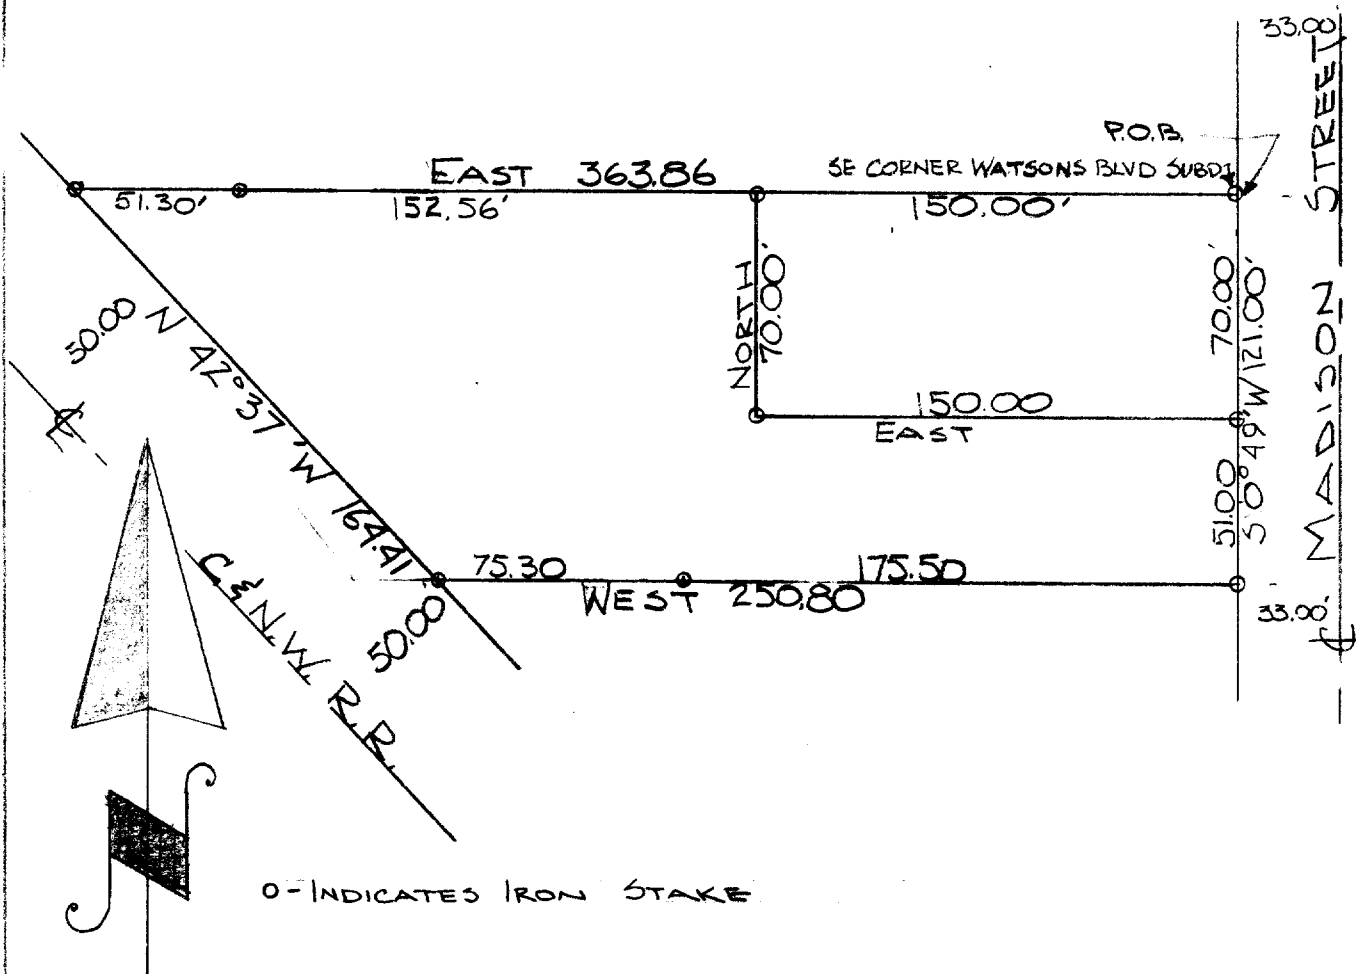 33.00
STREET
P.O.B.
SE CORNER WATSONS BLVD SUBD
EAST 363.86
51.30'
152.56'
150.00'
NORTH
70.00'
70.00'
S 0°49'W 121.00'
50.00
N 42°37'W 164.41
150.00
EAST
51.00
MADISON
75.30
175.50
WEST 250.80
33.00'
50.00
C & N.W. R.R.
N
O-INDICATES IRON STAKE